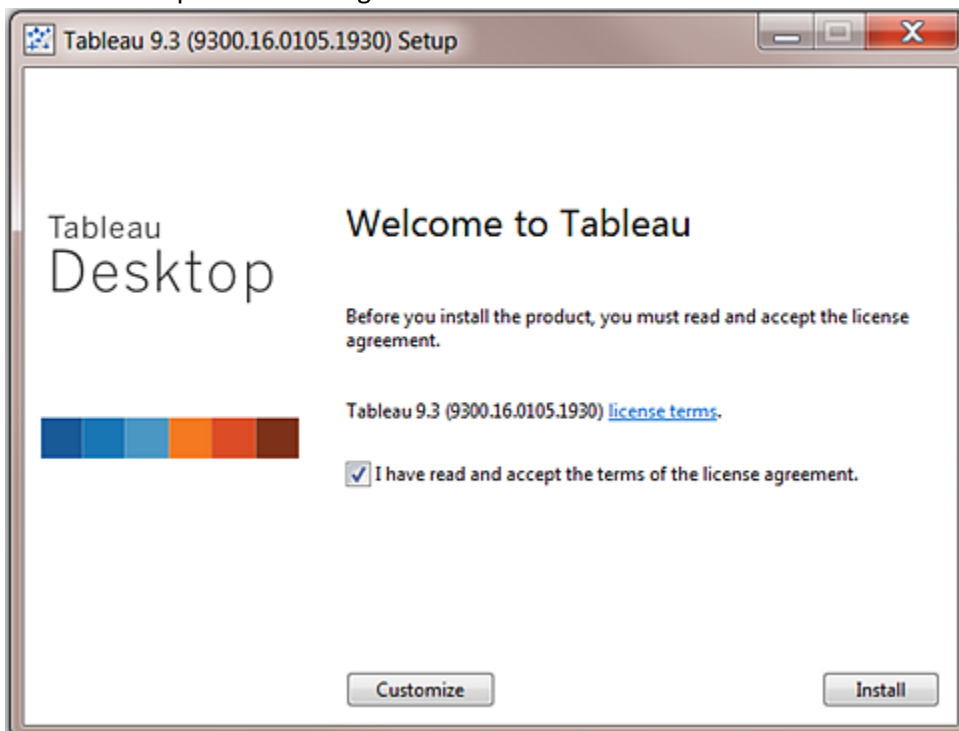 Tableau 9.3 (9300.16.0105.1930) Setup
Tableau
Desktop
Welcome to Tableau
Before you install the product, you must read and accept the license
agreement.
Tableau 9.3 (9300.16.0105.1930) license terms.
I have read and accept the terms of the license agreement.
Customize
Install